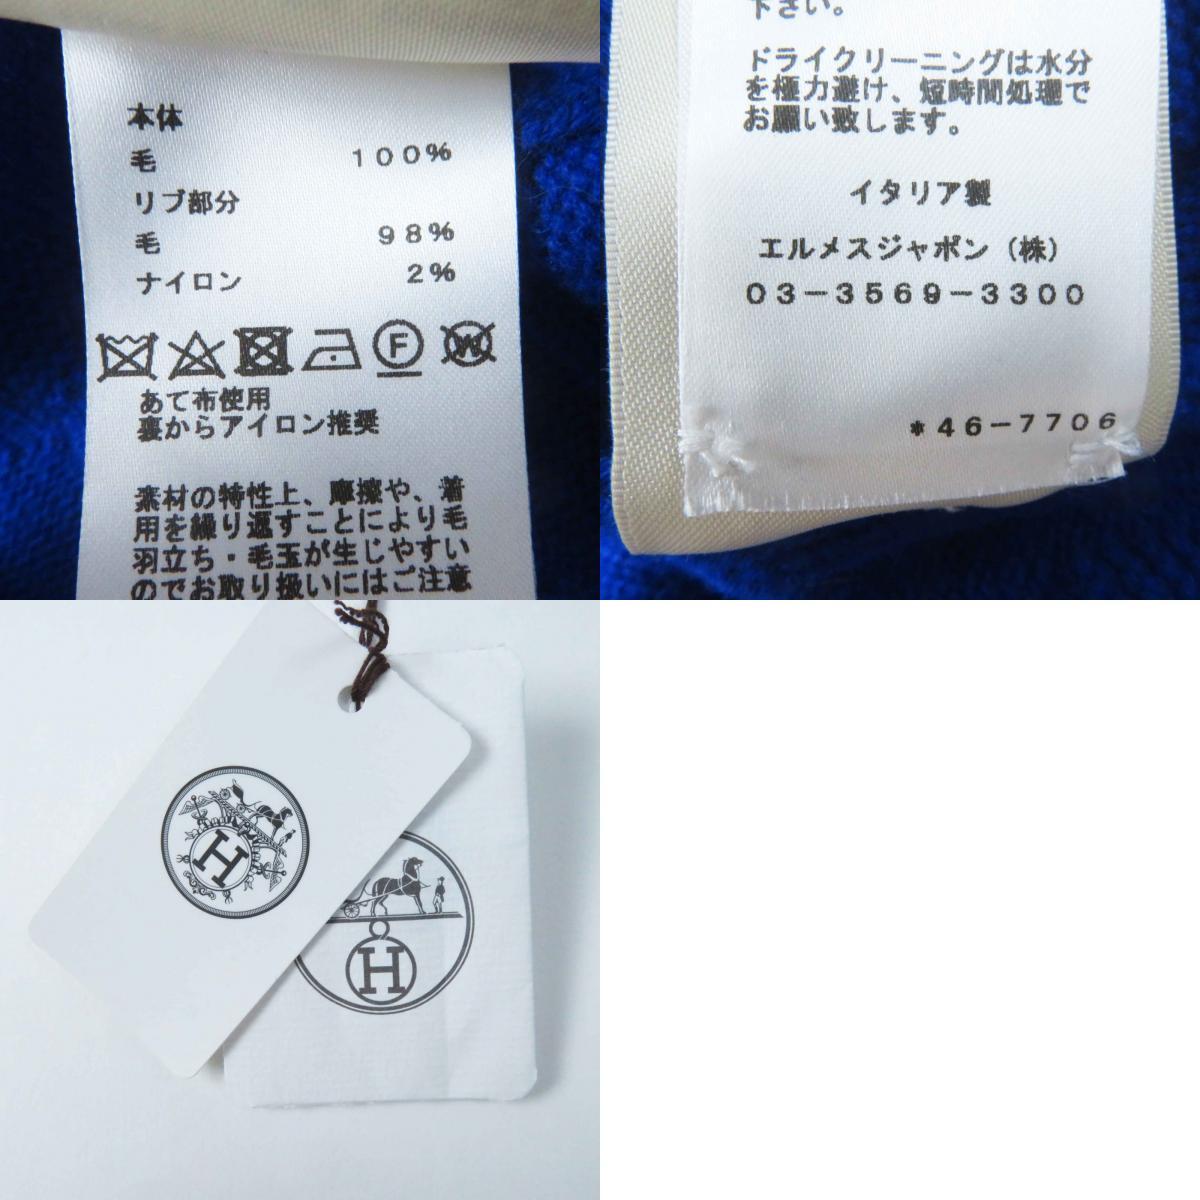 本体
毛 100%
リブ部分
毛 98%
ナイロン 2%
F W
あて布使用
裏からアイロン推奨
素材の特性上、摩擦や、着
用を繰り返すことにより毛
羽立ち・毛玉が生じやすい
のでお取り扱いにはご注意
下さい。
ドライクリーニングは水分
を極力避け、短時間処理で
お願い致します。
イタリア製
エルメスジャポン（株）
03-3569-3300
*46-7706
H
H